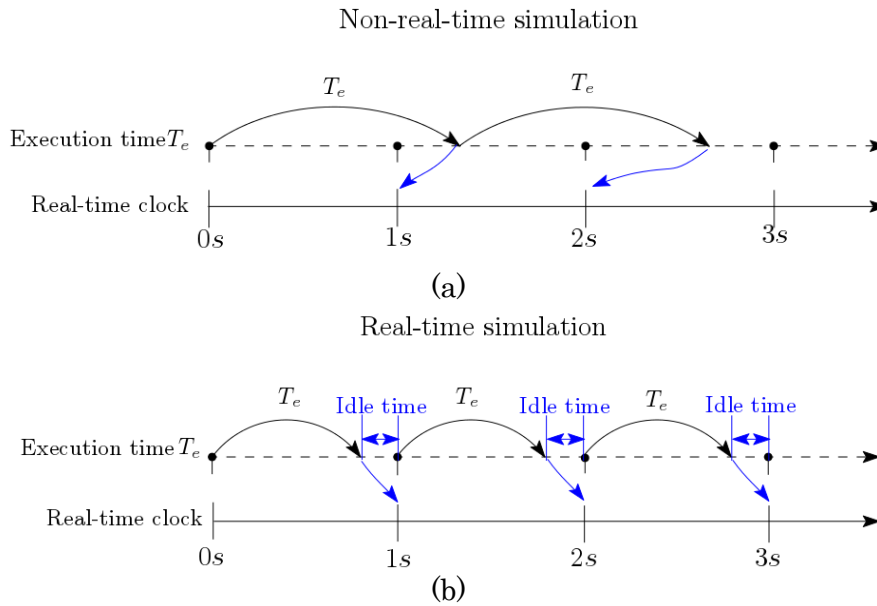 Non-real-time simulation
T_e T_e
Execution time T_e
Real-time clock
0s 1s 2s 3s
(a)
Real-time simulation
T_e Idle time T_e Idle time T_e Idle time
Execution time T_e
Real-time clock
0s 1s 2s 3s
(b)